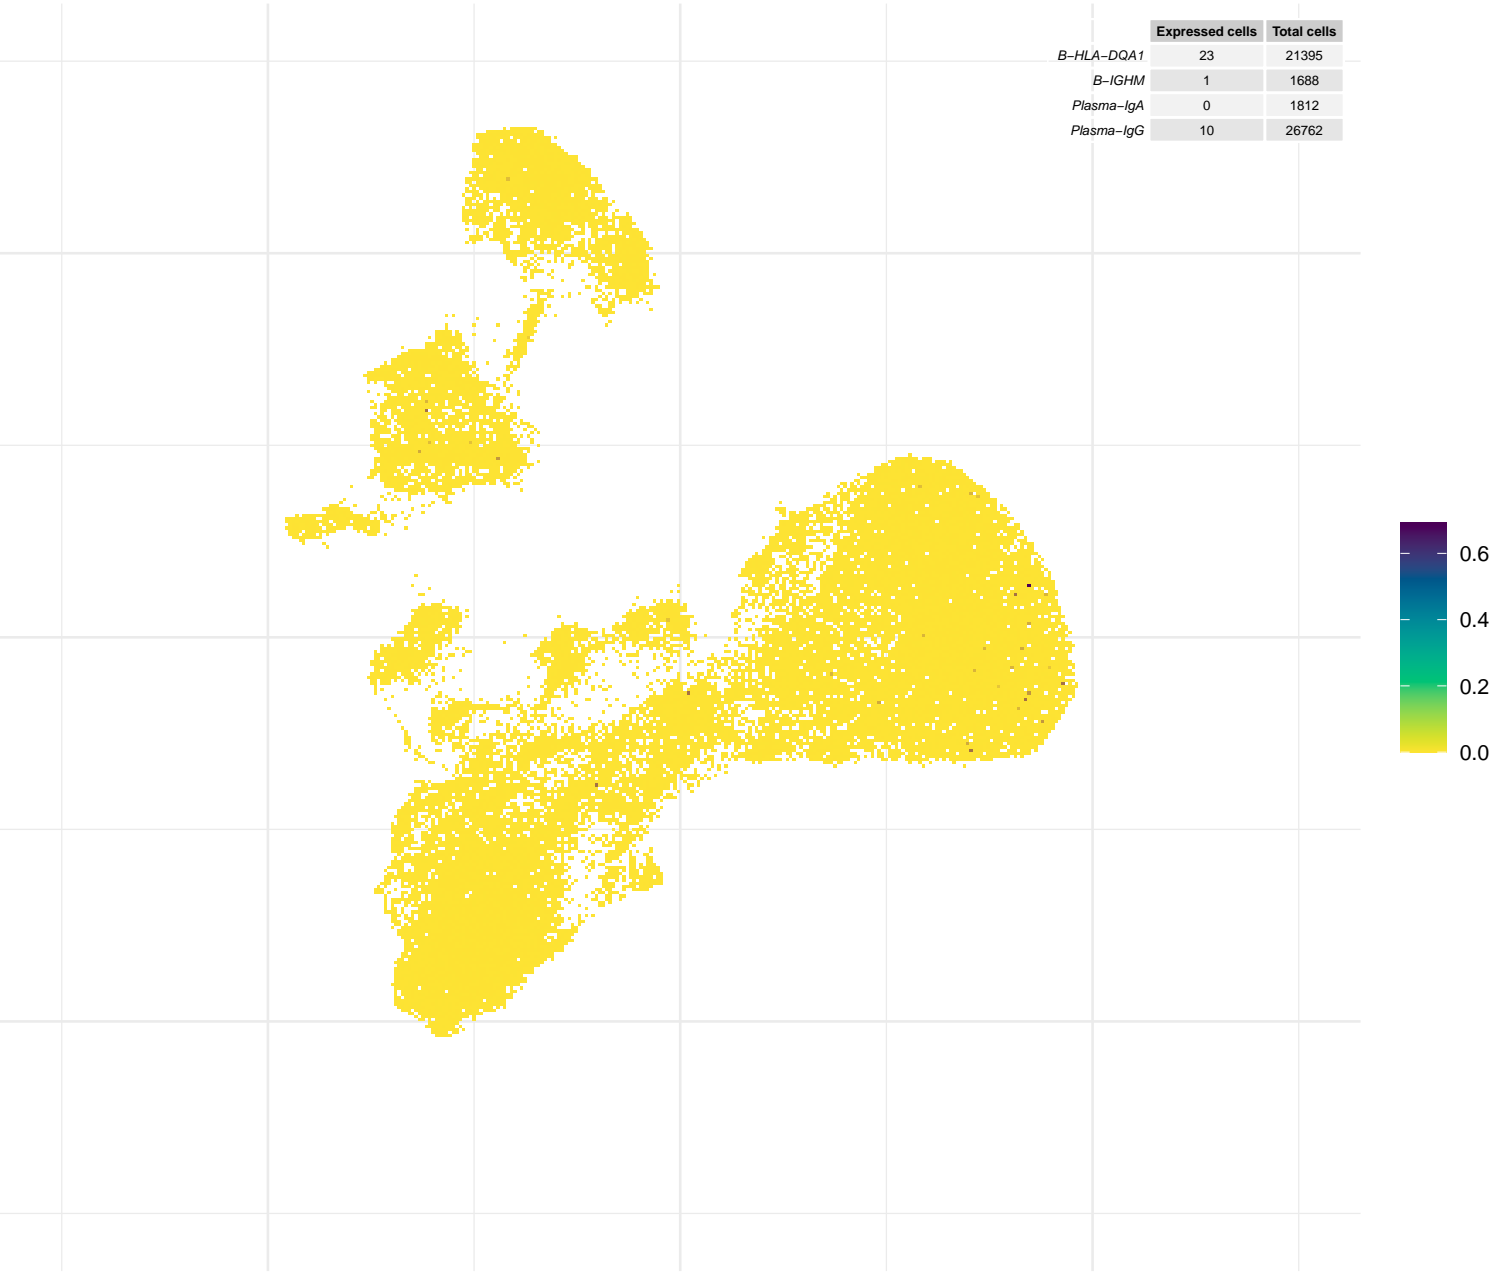 Expressed cells Total cells
B−HLA−DQA1 23 21395
B−IGHM 1 1688
Plasma−IgA 0 1812
Plasma−IgG 10 26762
0.6
0.4
0.2
0.0